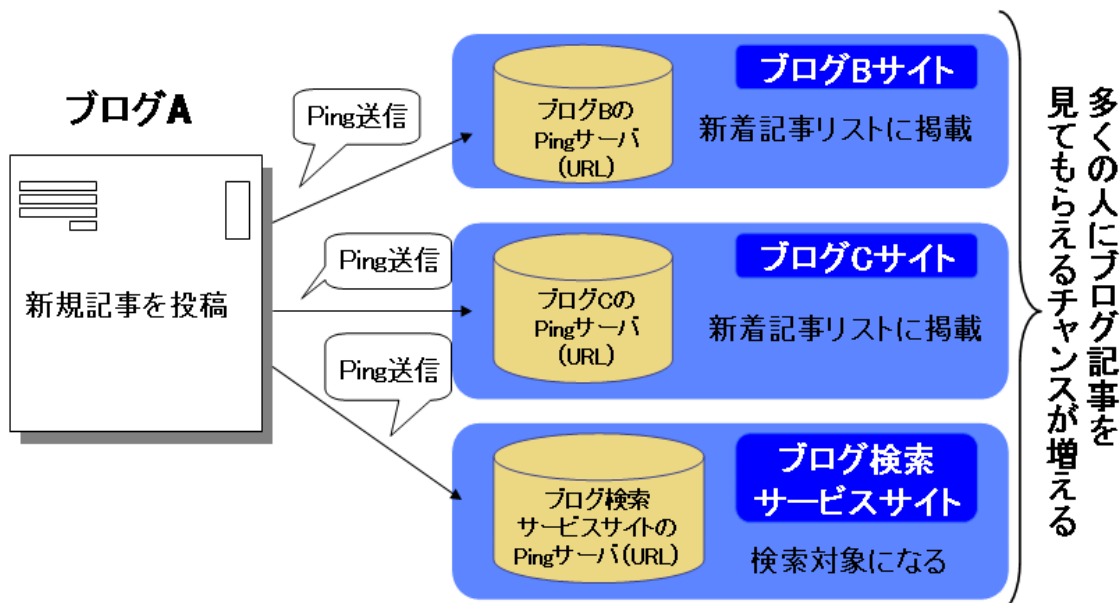 ブログA
新規記事を投稿
Ping送信
Ping送信
Ping送信
ブログBの
Pingサーバ
(URL)
ブログBサイト
新着記事リストに掲載
ブログCの
Pingサーバ
(URL)
ブログCサイト
新着記事リストに掲載
ブログ検索
サービスサイトの
Pingサーバ(URL)
ブログ検索
サービスサイト
検索対象になる
多くの人にブログ記事を
見てもらえるチャンスが増える